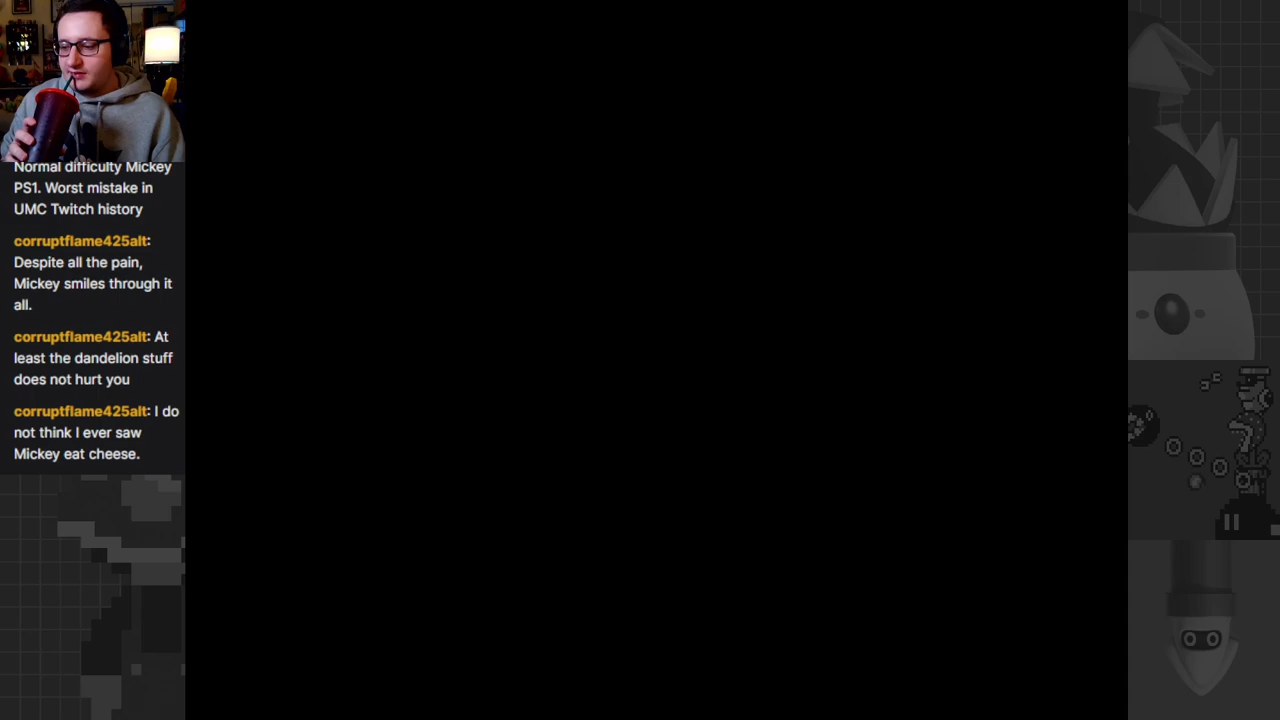 Normal difficulty Mickey
PS1. Worst mistake in
UMC Twitch history
corruptflame425alt:
Despite all the pain,
Mickey smiles through it
all.
corruptflame425alt: At
least the dandelion stuff
does not hurt you
corruptflame425alt: I do
not think I ever saw
Mickey eat cheese.